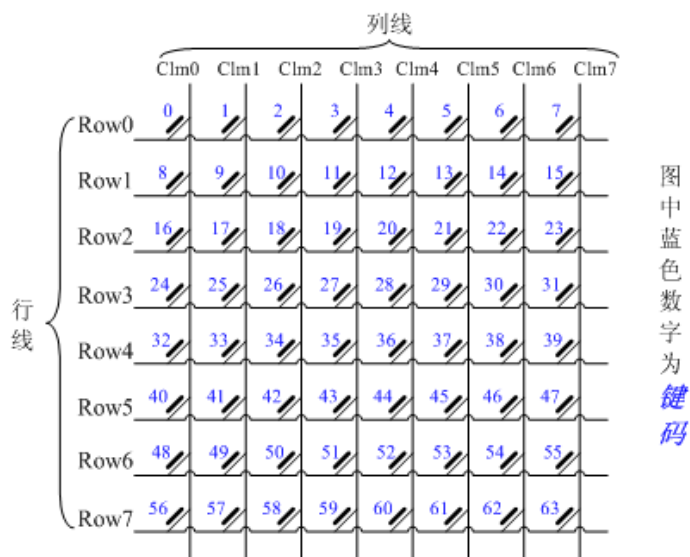 列线
Clm0 Clm1 Clm2 Clm3 Clm4 Clm5 Clm6 Clm7
Row0 0 1 2 3 4 5 6 7
Row1 8 9 10 11 12 13 14 15
Row2 16 17 18 19 20 21 22 23
Row3 24 25 26 27 28 29 30 31
Row4 32 33 34 35 36 37 38 39
Row5 40 41 42 43 44 45 46 47
Row6 48 49 50 51 52 53 54 55
Row7 56 57 58 59 60 61 62 63
行线
图中蓝色数字为键码